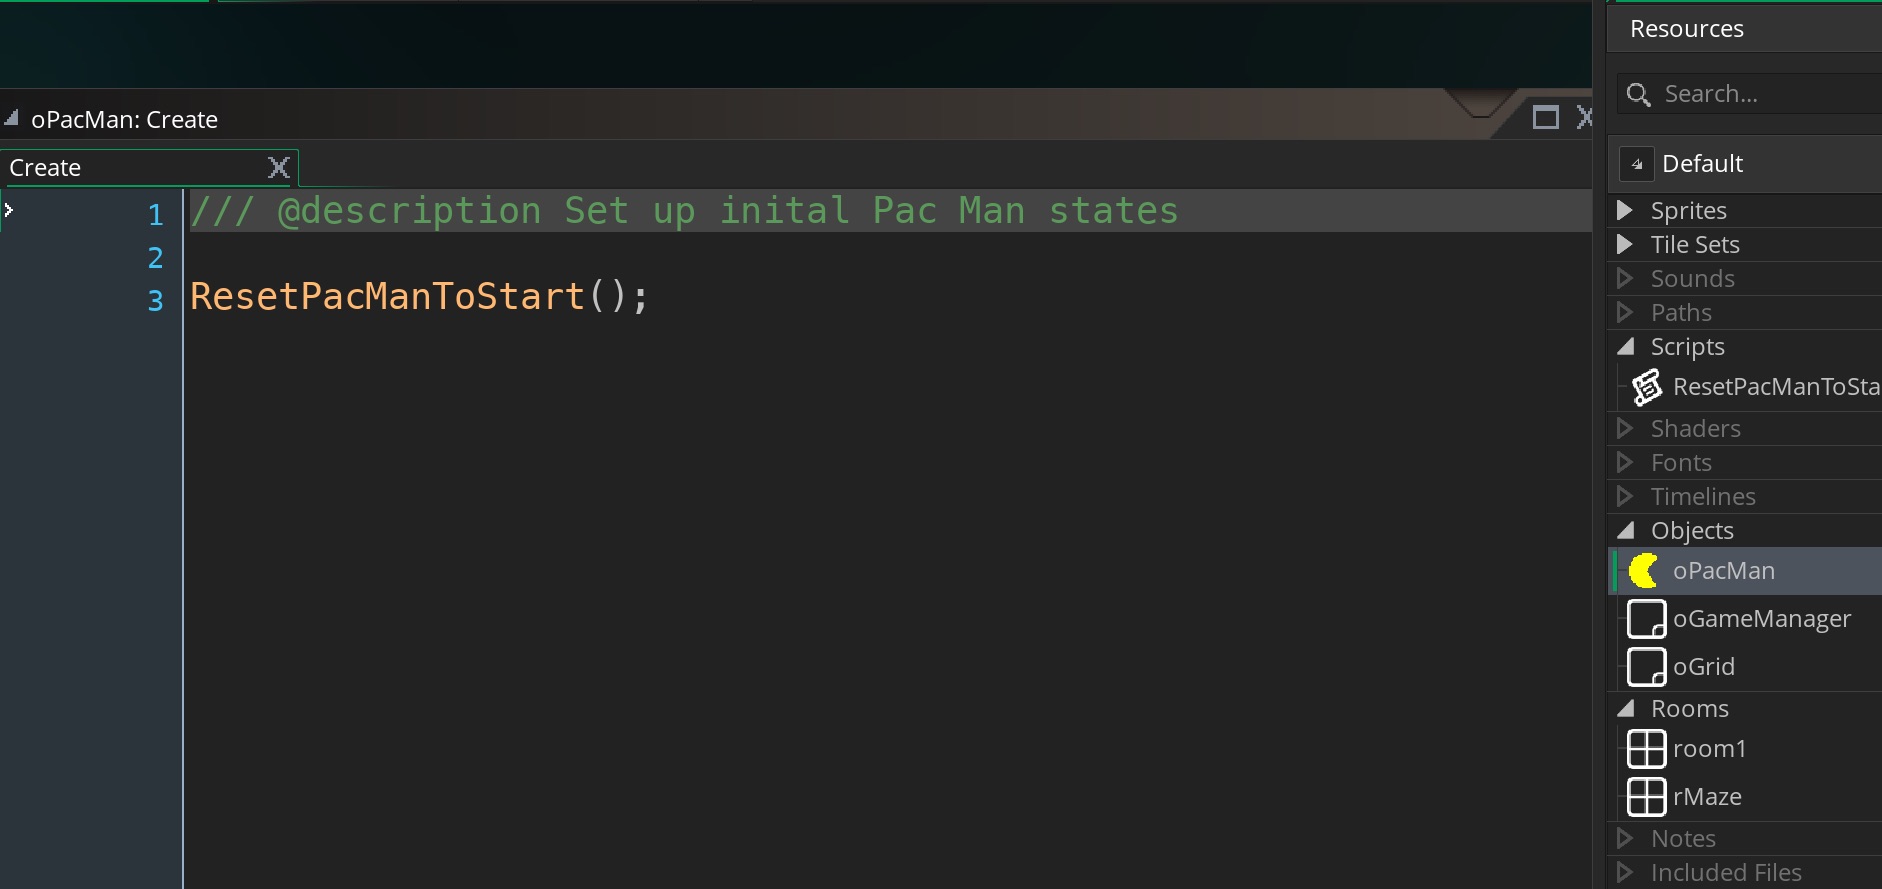 Resources
Search...
oPacMan: Create
Create
Default
1 /// @description Set up inital Pac Man states
2
3 ResetPacManToStart();
Sprites
Tile Sets
Sounds
Paths
Scripts
ResetPacManToSta
Shaders
Fonts
Timelines
Objects
oPacMan
oGameManager
oGrid
Rooms
room1
rMaze
Notes
Included Files